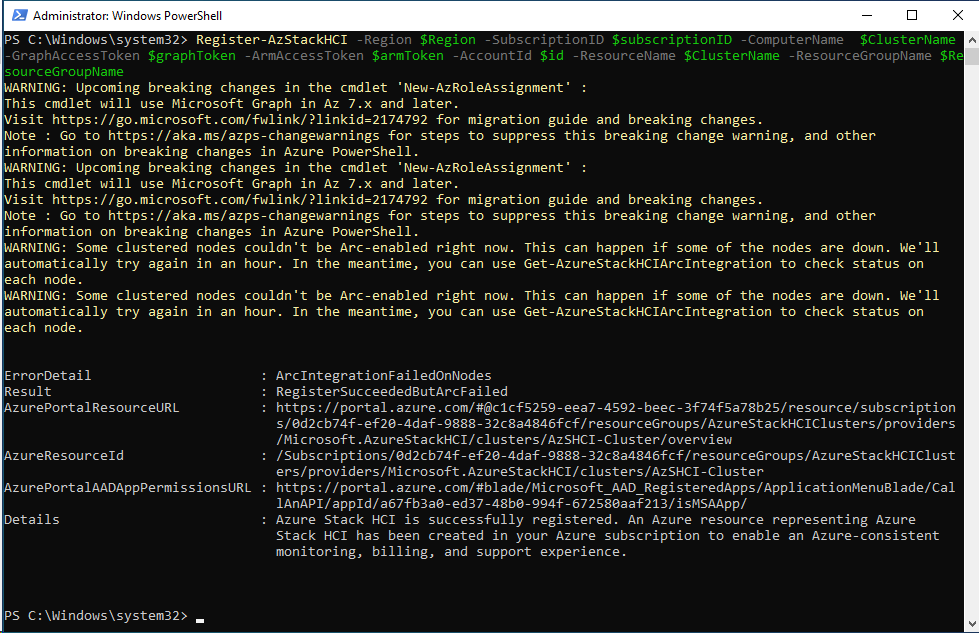 Administrator: Windows PowerShell
PS C:\Windows\system32> Register-AzStackHCI -Region $Region -SubscriptionID $subscriptionID -ComputerName  $ClusterName
-GraphAccessToken $graphToken -ArmAccessToken $armToken -AccountId $id -ResourceName $ClusterName -ResourceGroupName $Re
sourceGroupName
WARNING: Upcoming breaking changes in the cmdlet 'New-AzRoleAssignment' :
This cmdlet will use Microsoft Graph in Az 7.x and later.
Visit https://go.microsoft.com/fwlink/?linkid=2174792 for migration guide and breaking changes.
Note : Go to https://aka.ms/azps-changewarnings for steps to suppress this breaking change warning, and other
information on breaking changes in Azure PowerShell.
WARNING: Upcoming breaking changes in the cmdlet 'New-AzRoleAssignment' :
This cmdlet will use Microsoft Graph in Az 7.x and later.
Visit https://go.microsoft.com/fwlink/?linkid=2174792 for migration guide and breaking changes.
Note : Go to https://aka.ms/azps-changewarnings for steps to suppress this breaking change warning, and other
information on breaking changes in Azure PowerShell.
WARNING: Some clustered nodes couldn't be Arc-enabled right now. This can happen if some of the nodes are down. We'll
automatically try again in an hour. In the meantime, you can use Get-AzureStackHCIArcIntegration to check status on
each node.
WARNING: Some clustered nodes couldn't be Arc-enabled right now. This can happen if some of the nodes are down. We'll
automatically try again in an hour. In the meantime, you can use Get-AzureStackHCIArcIntegration to check status on
each node.
ErrorDetail : ArcIntegrationFailedOnNodes
Result : RegisterSucceededButArcFailed
AzurePortalResourceURL : https://portal.azure.com/#@c1cf5259-eea7-4592-beec-3f74f5a78b25/resource/subscription
s/0d2cb74f-ef20-4daf-9888-32c8a4846fcf/resourceGroups/AzureStackHCIClusters/providers
/Microsoft.AzureStackHCI/clusters/AzSHCI-Cluster/overview
AzureResourceId : /Subscriptions/0d2cb74f-ef20-4daf-9888-32c8a4846fcf/resourceGroups/AzureStackHCIClust
ers/providers/Microsoft.AzureStackHCI/clusters/AzSHCI-Cluster
AzurePortalAADAppPermissionsURL : https://portal.azure.com/#blade/Microsoft_AAD_RegisteredApps/ApplicationMenuBlade/Cal
lAnAPI/appId/a67fb3a0-ed37-48b0-994f-672580aaf213/isMSAApp/
Details : Azure Stack HCI is successfully registered. An Azure resource representing Azure
Stack HCI has been created in your Azure subscription to enable an Azure-consistent
monitoring, billing, and support experience.
PS C:\Windows\system32>